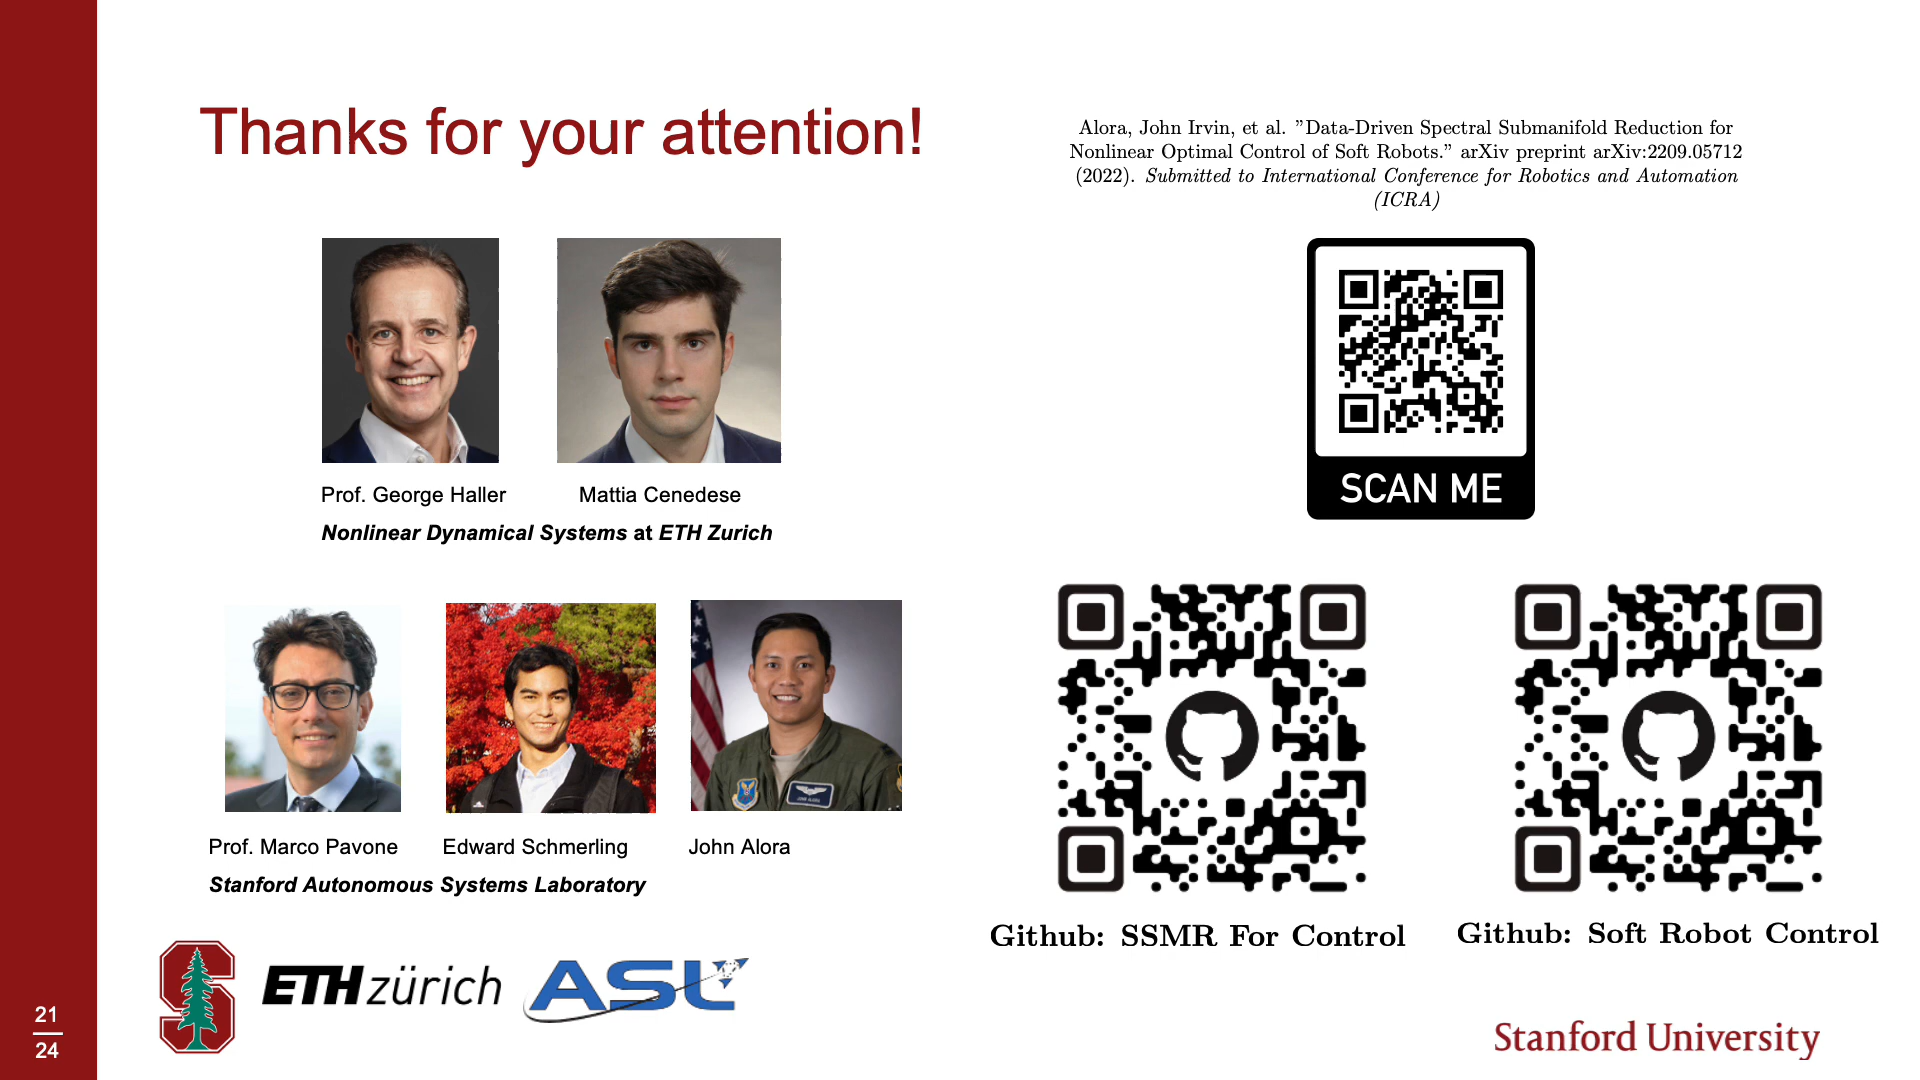 Thanks for your attention!
Alora, John Irvin, et al. ”Data-Driven Spectral Submanifold Reduction for
Nonlinear Optimal Control of Soft Robots.” arXiv preprint arXiv:2209.05712
(2022). Submitted to International Conference for Robotics and Automation
(ICRA)
SCAN ME
Prof. George Haller
Mattia Cenedese
Nonlinear Dynamical Systems at ETH Zurich
Prof. Marco Pavone
Edward Schmerling
John Alora
Stanford Autonomous Systems Laboratory
Github: SSMR For Control
Github: Soft Robot Control
S
ETH zürich
ASL
Stanford University
21
24